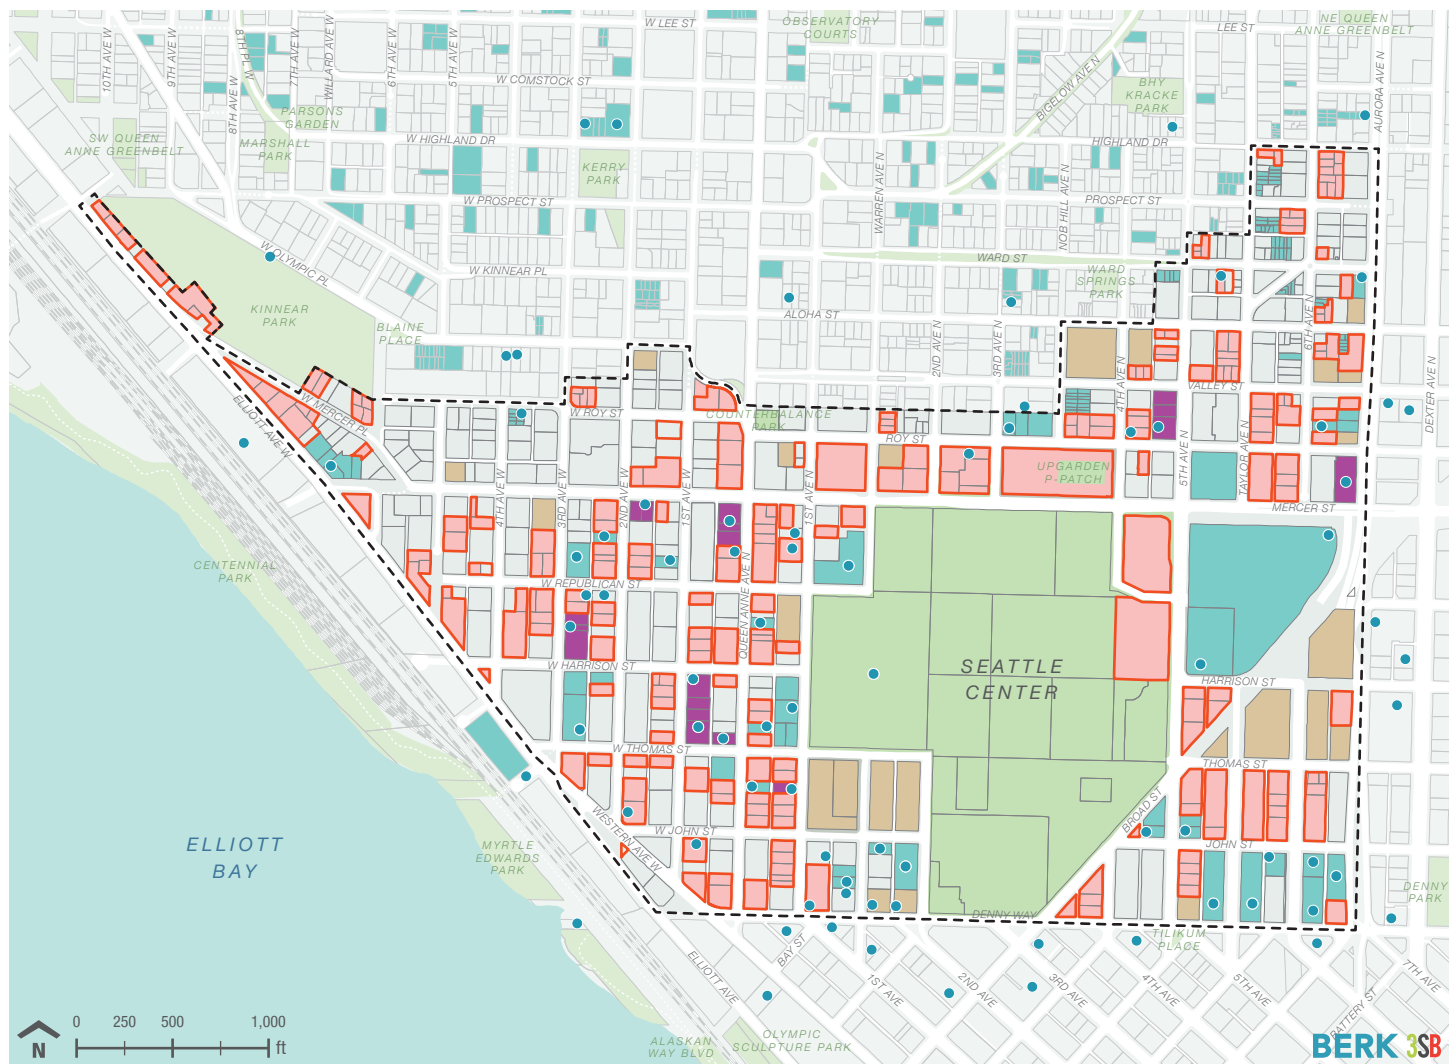 W LEE ST
OBSERVATORY
COURTS
LEE ST
NE QUEEN
ANNE GREENBELT
10TH AVE W
9TH AVE W
8TH PL W
7TH AVE W
WILLARD AVE W
6TH AVE W
5TH AVE W
8TH AVE W
W COMSTOCK ST
BIGELOW AVE N
BHY
KRACKE
PARK
AURORA AVE N
PARSONS
GARDEN
SW QUEEN
ANNE GREENBELT
MARSHALL
PARK
W HIGHLAND DR
HIGHLAND DR
KERRY
PARK
WARREN AVE N
NOB HILL AVE N
W PROSPECT ST
PROSPECT ST
W OLYMPIC PL
W KINNEAR PL
WARD ST
WARD
SPRINGS
PARK
KINNEAR
PARK
BLAINE
PLACE
ALOHA ST
2ND AVE N
3RD AVE N
6TH AVE N
4TH AVE N
VALLEY ST
DEXTER AVE N
ELLIOTT AVE W
W MERCER PL
W ROY ST
COUNTERBALANCE
PARK
ROY ST
5TH AVE N
TAYLOR AVE N
UPGARDEN
P-PATCH
4TH AVE W
3RD AVE W
2ND AVE W
1ST AVE W
1ST AVE N
MERCER ST
CENTENNIAL
PARK
W REPUBLICAN ST
QUEEN ANNE AVE N
W HARRISON ST
SEATTLE
CENTER
HARRISON ST
W THOMAS ST
THOMAS ST
WESTERN AVE W
W JOHN ST
BROAD ST
JOHN ST
ELLIOTT
BAY
MYRTLE
EDWARDS
PARK
DENNY
PARK
DENNY WAY
TILIKUM
PLACE
BAY ST
ELLIOTT AVE
1ST AVE
2ND AVE
3RD AVE
4TH AVE
5TH AVE
7TH AVE
BATTERY ST
OLYMPIC
SCULPTURE PARK
ALASKAN
WAY BLVD
0 250 500 1,000
ft
N
BERK 3SB